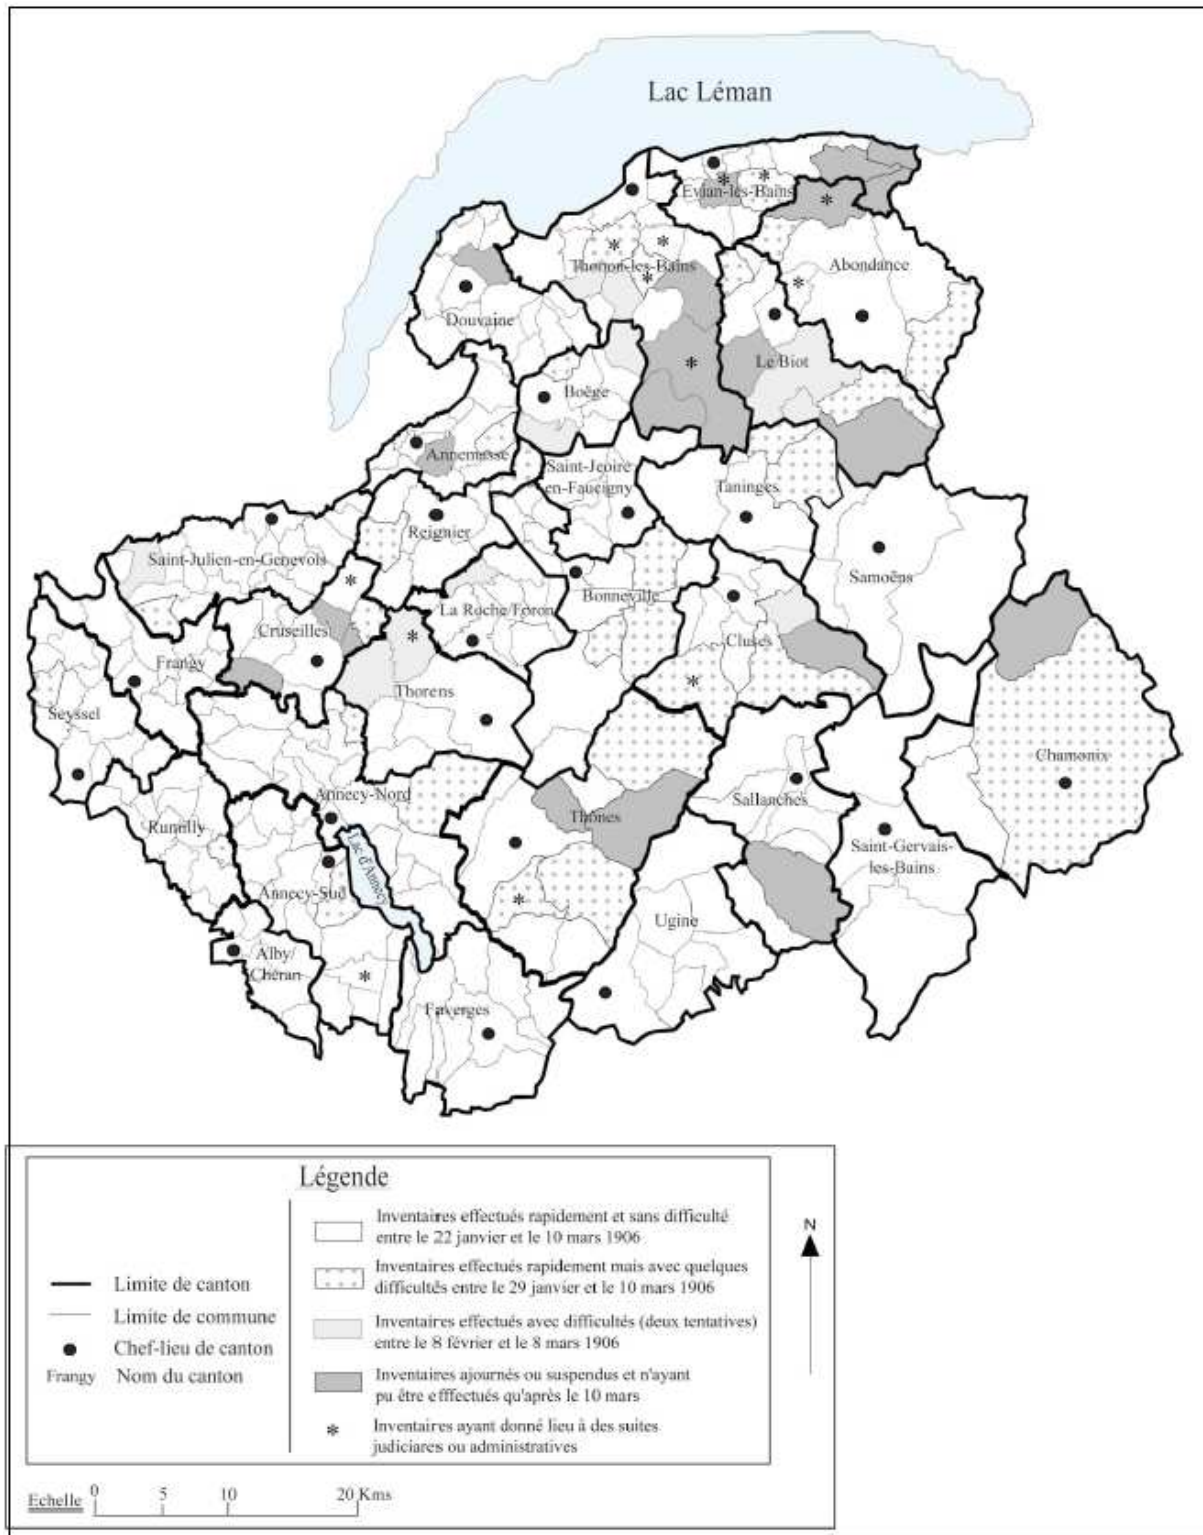 Lac Léman
Evian-les-Bains
Thonon-les-Bains
Abondance
Douvaine
Le Biot
Boëge
Annemasse
Saint-Jeoire
en-Faucigny
Taninges
Reignier
Saint-Julien-en-Genevois
Samoëns
Bonneville
La Roche/Foron
Cruseilles
Cluses
Frangy
Thorens
Seyssel
Chamonix
Annecy-Nord
Sallanches
Thônes
Rumilly
Saint-Gervais-
les-Bains
Lac d'Annecy
Annecy-Sud
Ugine
Alby/
Chéran
Faverges
Légende
Limite de canton
Limite de commune
Chef-lieu de canton
Frangy Nom du canton
Inventaires effectués rapidement et sans difficulté
entre le 22 janvier et le 10 mars 1906
Inventaires effectués rapidement mais avec quelques
difficultés entre le 29 janvier et le 10 mars 1906
Inventaires effectués avec difficultés (deux tentatives)
entre le 8 février et le 8 mars 1906
Inventaires ajournés ou suspendus et n'ayant
pu être efffectués qu'après le 10 mars
* Inventaires ayant donné lieu à des suites
judiciares ou administratives
N
Echelle 0 5 10 20 Kms